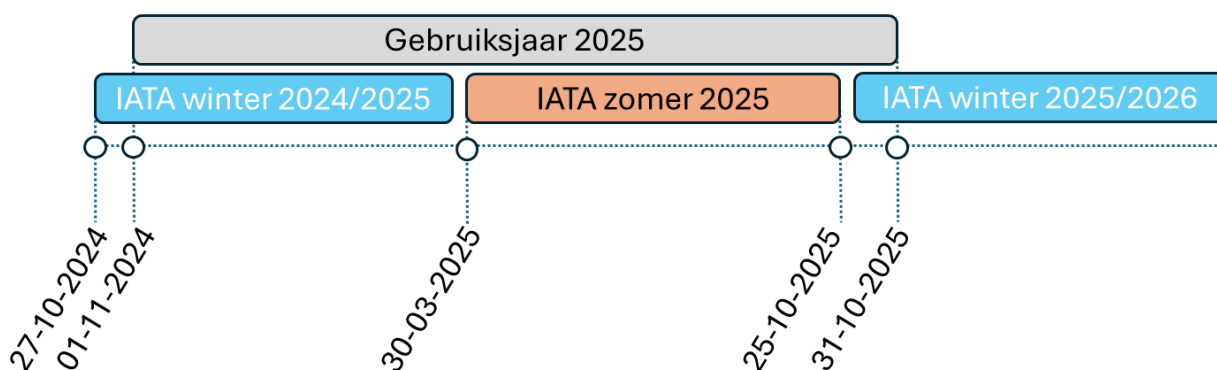 Gebruiksjaar 2025
IATA winter 2024/2025
IATA zomer 2025
IATA winter 2025/2026
27-10-2024
01-11-2024
30-03-2025
25-10-2025
31-10-2025